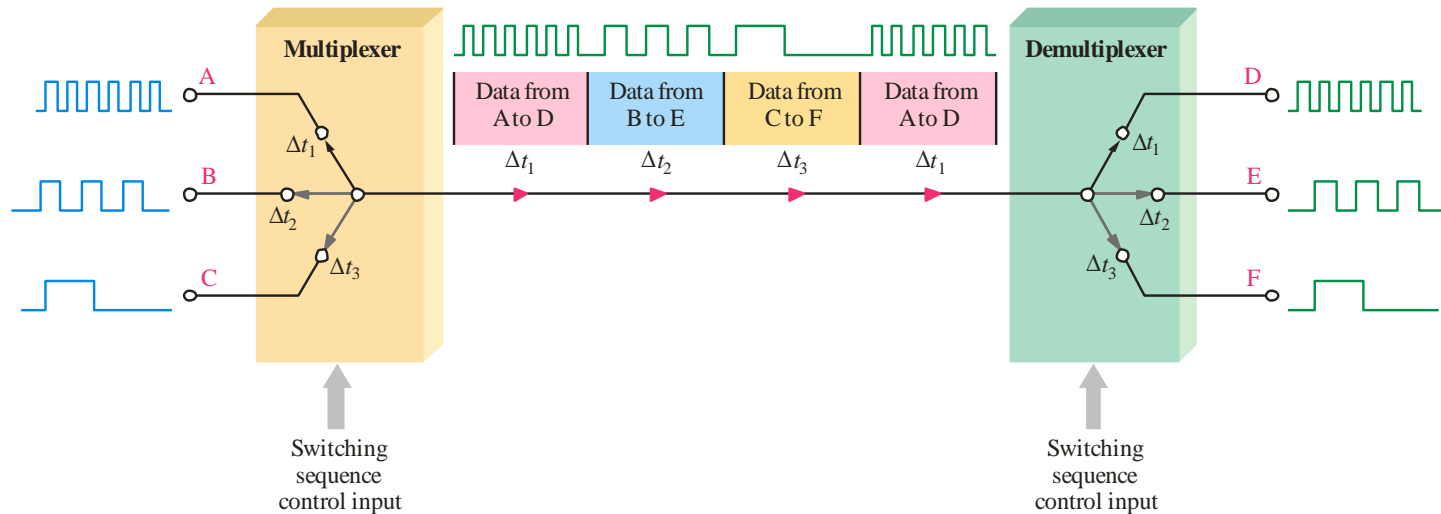 Multiplexer
Demultiplexer
A
B
C
Δt₁
Δt₂
Δt₃
Data from
A to D
Data from
B to E
Data from
C to F
Data from
A to D
Δt₁
Δt₂
Δt₃
Δt₁
Δt₁
Δt₂
Δt₃
D
E
F
Switching
sequence
control input
Switching
sequence
control input